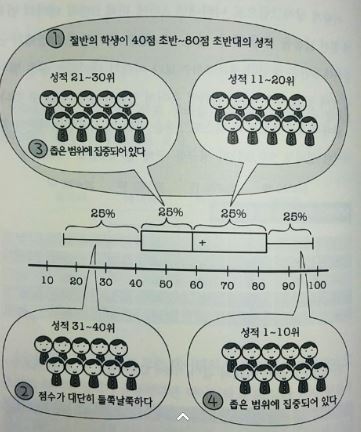 ① 절반의 학생이 40점 초반~80점 초반대의 성적
성적 21~30위
성적 11~20위
③ 좁은 범위에 집중되어 있다
25% 25% 25% 25%
+
10 20 30 40 50 60 70 80 90 100
성적 31~40위
성적 1~10위
② 점수가 대단히 들쭉날쭉하다
④ 좁은 범위에 집중되어 있다